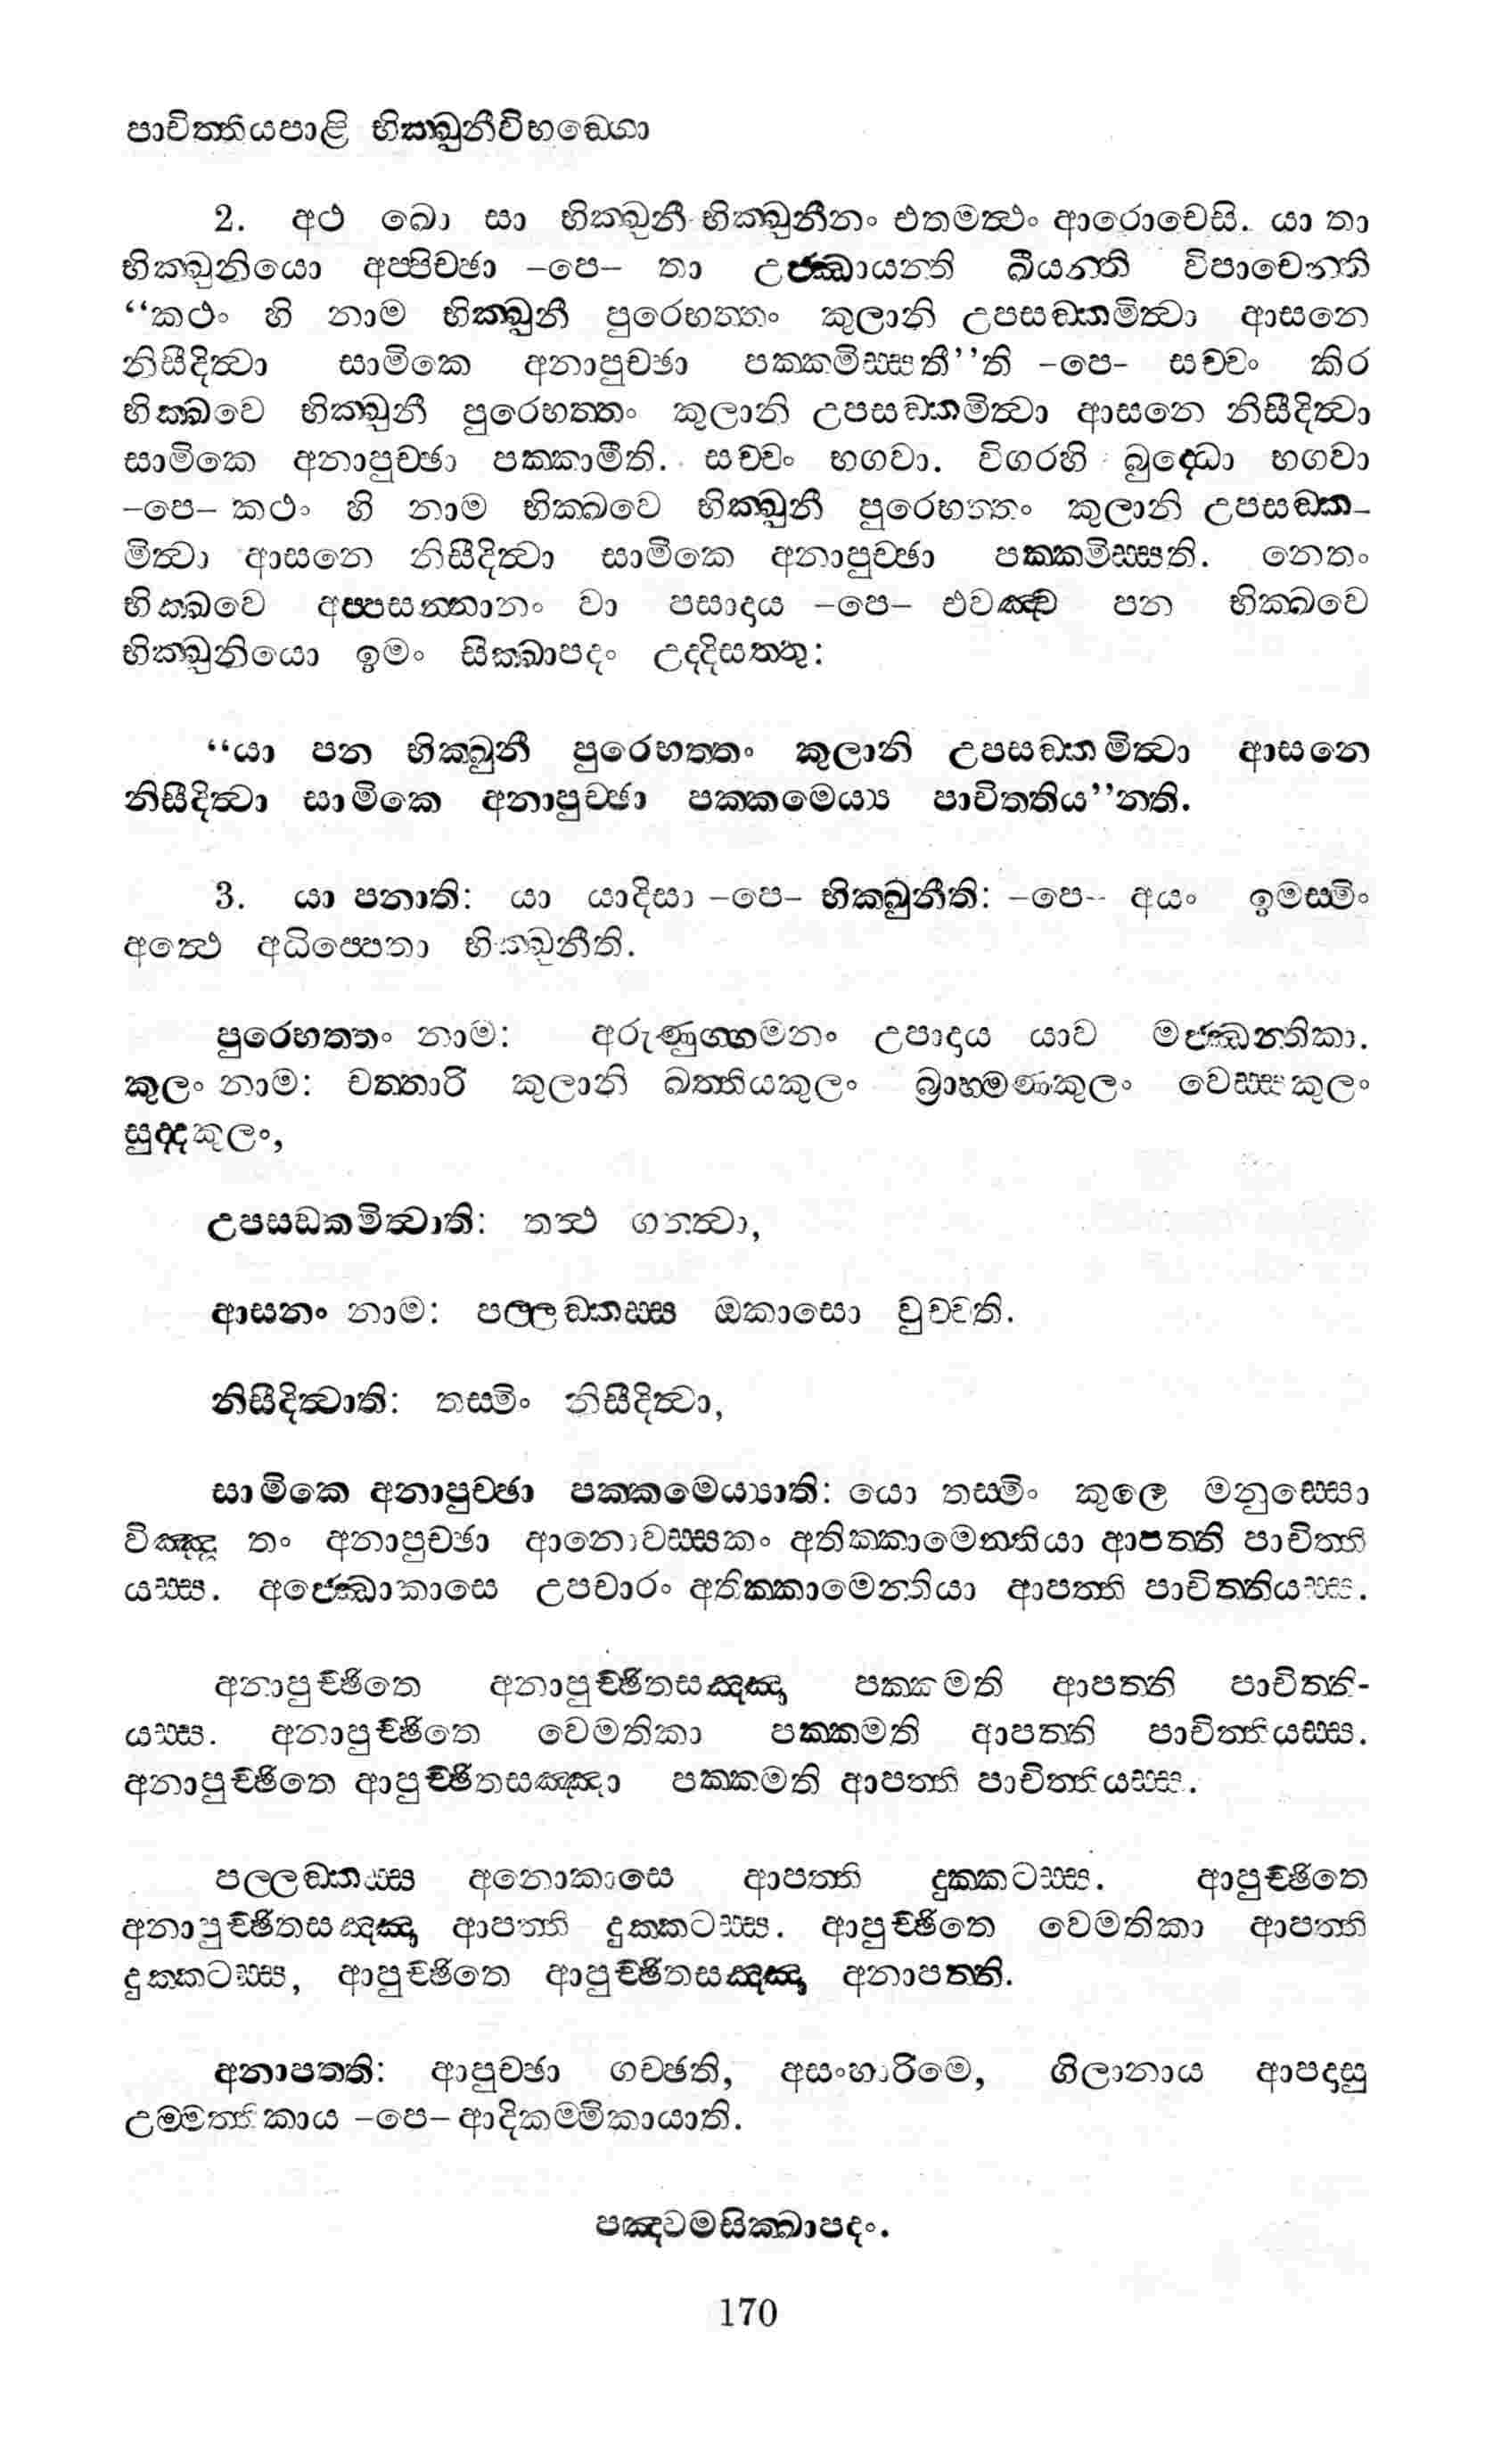 පාචිත්තියපාළි භික්ඛුනීවිභඞ්ගො
2. අථ ඛො සා භික්ඛුනී භික්ඛුනීනං එතමත්ථං ආරොචෙසි. යා තා
භික්ඛුනියො අප්පිච්ඡා –පෙ– තා උජ්ඣායන්ති ඛීයන්ති විපාචෙන්ති
“කථං හි නාම භික්ඛුනී පුරෙභත්තං කුලානි උපසඞ්කමිත්වා ආසනෙ
නිසීදිත්වා සාමිකෙ අනාපුච්ඡා පක්කමිස්සතී”ති –පෙ– සච්චං කිර
භික්ඛවෙ භික්ඛුනී පුරෙභත්තං කුලානි උපසඞ්කමිත්වා ආසනෙ නිසීදිත්වා
සාමිකෙ අනාපුච්ඡා පක්කාමීති. සච්චං භගවා. විගරහි බුද්ධො භගවා
–පෙ– කථං හි නාම භික්ඛවෙ භික්ඛුනී පුරෙභත්තං කුලානි උපසඞ්ක-
මිත්වා ආසනෙ නිසීදිත්වා සාමිකෙ අනාපුච්ඡා පක්කමිස්සති. නෙතං
භික්ඛවෙ අප්පසන්නානං වා පසාදාය –පෙ– එවඤ්ච පන භික්ඛවෙ
භික්ඛුනියො ඉමං සික්ඛාපදං උද්දිසන්තු:
“යා පන භික්ඛුනී පුරෙභත්තං කුලානි උපසඞ්කමිත්වා ආසනෙ
නිසීදිත්වා සාමිකෙ අනාපුච්ඡා පක්කමෙය්‍ය පාචිත්තිය”න්ති.
3. යා පනාති: යා යාදිසා –පෙ– භික්ඛුනීති: –පෙ– අයං ඉමස්මිං
අත්ථෙ අධිප්පෙතා භික්ඛුනීති.
පුරෙභත්තං නාම: අරුණුග්ගමනං උපාදාය යාව මජ්ඣන්තිකා.
කුලං නාම: චත්තාරි කුලානි ඛත්තියකුලං බ්‍රාහ්මණකුලං වෙස්සකුලං
සුද්දකුලං,
උපසඞ්කමිත්වාති: තත්ථ ගන්ත්වා,
ආසනං නාම: පල්ලඞ්කස්ස ඔකාසො වුච්චති.
නිසීදිත්වාති: තස්මිං නිසීදිත්වා,
සාමිකෙ අනාපුච්ඡා පක්කමෙය්‍යාති: යො තස්මිං කුලෙ මනුස්සො
විඤ්ඤූ තං අනාපුච්ඡා ආනොවස්සකං අතික්කාමෙන්තියා ආපත්ති පාචිත්ති
යස්ස. අජ්ඣොකාසෙ උපචාරං අතික්කාමෙන්තියා ආපත්ති පාචිත්තියස්ස.
අනාපුච්ඡිතෙ අනාපුච්ඡිතසඤ්ඤා පක්කමති ආපත්ති පාචිත්ති-
යස්ස. අනාපුච්ඡිතෙ වෙමතිකා පක්කමති ආපත්ති පාචිත්තියස්ස.
අනාපුච්ඡිතෙ ආපුච්ඡිතසඤ්ඤා පක්කමති ආපත්ති පාචිත්තියස්ස.
පල්ලඞ්කස්ස අනොකාසෙ ආපත්ති දුක්කටස්ස. ආපුච්ඡිතෙ
අනාපුච්ඡිතසඤ්ඤා ආපත්ති දුක්කටස්ස. ආපුච්ඡිතෙ වෙමතිකා ආපත්ති
දුක්කටස්ස, ආපුච්ඡිතෙ ආපුච්ඡිතසඤ්ඤා අනාපත්ති.
අනාපත්ති: ආපුච්ඡා ගච්ඡති, අසංහාරිමෙ, ගිලානාය ආපදාසු
උම්මත්තිකාය –පෙ– ආදිකම්මිකායාති.
පඤ්චමසික්ඛාපදං.
170